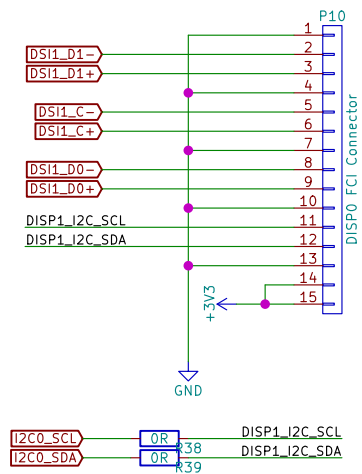 P10
1
DSI1_D1- 2
DSI1_D1+ 3
4
DSI1_C- 5
DSI1_C+ 6
7
DSI1_D0- 8
DSI1_D0+ 9
10
DISP1_I2C_SCL 11
DISP1_I2C_SDA 12
13
14
15
DISP0 FCI Connector
+3V3
GND
I2C0_SCL 0R DISP1_I2C_SCL
R38
I2C0_SDA 0R DISP1_I2C_SDA
R39